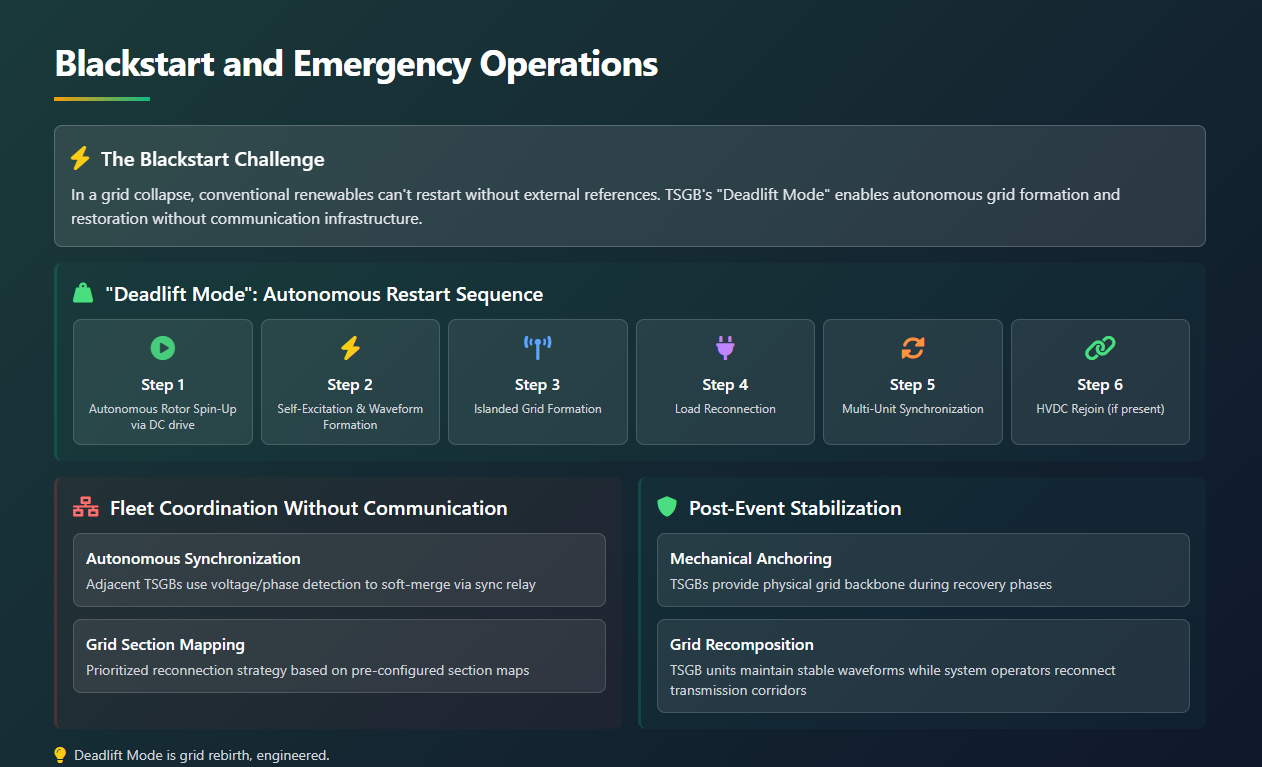 Blackstart and Emergency Operations
The Blackstart Challenge
In a grid collapse, conventional renewables can't restart without external references. TSGB's "Deadlift Mode" enables autonomous grid formation and
restoration without communication infrastructure.
"Deadlift Mode": Autonomous Restart Sequence
Step 1
Autonomous Rotor Spin-Up
via DC drive
Step 2
Self-Excitation & Waveform
Formation
Step 3
Islanded Grid Formation
Step 4
Load Reconnection
Step 5
Multi-Unit Synchronization
Step 6
HVDC Rejoin (if present)
Fleet Coordination Without Communication
Autonomous Synchronization
Adjacent TSGBs use voltage/phase detection to soft-merge via sync relay
Grid Section Mapping
Prioritized reconnection strategy based on pre-configured section maps
Post-Event Stabilization
Mechanical Anchoring
TSGBs provide physical grid backbone during recovery phases
Grid Recomposition
TSGB units maintain stable waveforms while system operators reconnect
transmission corridors
Deadlift Mode is grid rebirth, engineered.